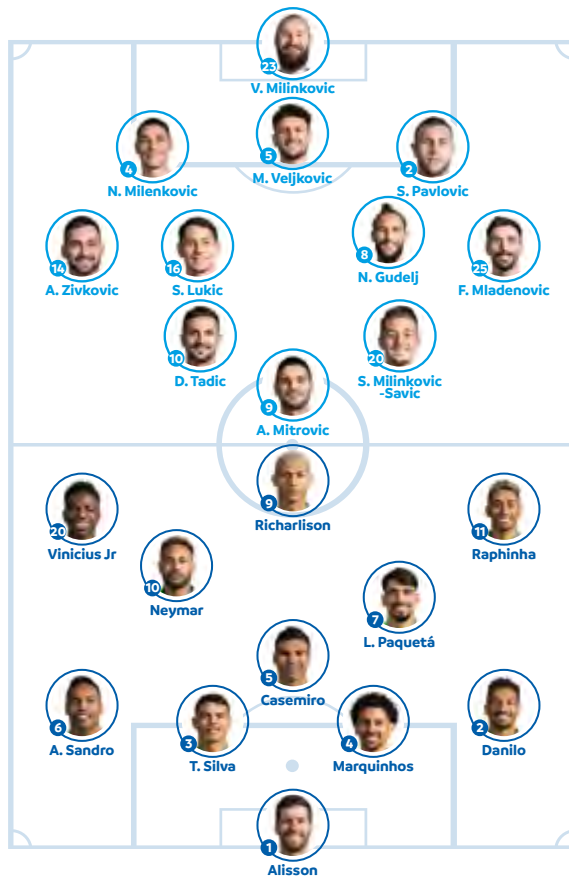 23
V. Milinkovic
4
N. Milenkovic
5
M. Veljkovic
2
S. Pavlovic
14
A. Zivkovic
16
S. Lukic
8
N. Gudelj
25
F. Mladenovic
10
D. Tadic
20
S. Milinkovic
-Savic
9
A. Mitrovic
9
Richarlison
20
Vinicius Jr
11
Raphinha
10
Neymar
7
L. Paquetá
5
Casemiro
6
A. Sandro
3
T. Silva
4
Marquinhos
2
Danilo
1
Alisson